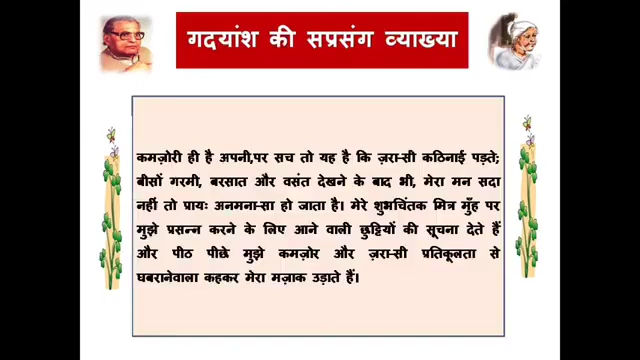 गदयांश की सप्रसंग व्याख्या
कमज़ोरी ही है अपनी,पर सच तो यह है कि ज़रा-सी कठिनाई पड़ते;
बीसों गरमी, बरसात और वसंत देखने के बाद भी, मेरा मन सदा
नहीं तो प्रायः अनमना-सा हो जाता है। मेरे शुभचिंतक मित्र मुँह पर
मुझे प्रसन्न करने के लिए आने वाली छुट्टियों की सूचना देते हैं
और पीठ पीछे मुझे कमज़ोर और ज़रा-सी प्रतिकूलता से
घबरानेवाला कहकर मेरा मज़ाक उड़ाते हैं।